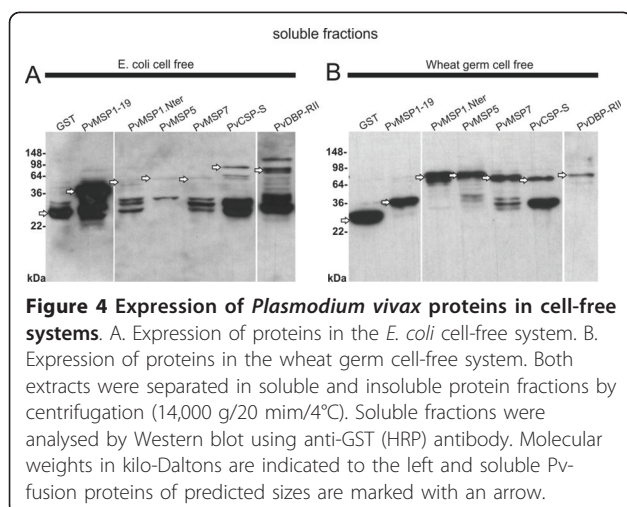 soluble fractions
A E. coli cell free
B Wheat germ cell free
GST PvMSP1-19 PvMSP1.Nter PvMSP5 PvMSP7 PvCSP-S PvDBP-RII
GST PvMSP1-19 PvMSP1.Nter PvMSP5 PvMSP7 PvCSP-S PvDBP-RII
148-
98-
64-
36-
22-
kDa
148-
98-
64-
36-
22-
kDa
Figure 4 Expression of Plasmodium vivax proteins in cell-free
systems. A. Expression of proteins in the E. coli cell-free system. B.
Expression of proteins in the wheat germ cell-free system. Both
extracts were separated in soluble and insoluble protein fractions by
centrifugation (14,000 g/20 mim/4°C). Soluble fractions were
analysed by Western blot using anti-GST (HRP) antibody. Molecular
weights in kilo-Daltons are indicated to the left and soluble Pv-
fusion proteins of predicted sizes are marked with an arrow.